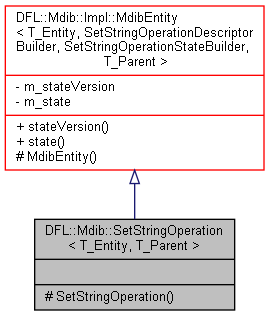 DFL::Mdib::Impl::MdibEntity
< T_Entity, SetStringOperationDescriptor
Builder, SetStringOperationStateBuilder,
T_Parent >
- m_stateVersion
- m_state
+ stateVersion()
+ state()
# MdibEntity()
DFL::Mdib::SetStringOperation
< T_Entity, T_Parent >
# SetStringOperation()